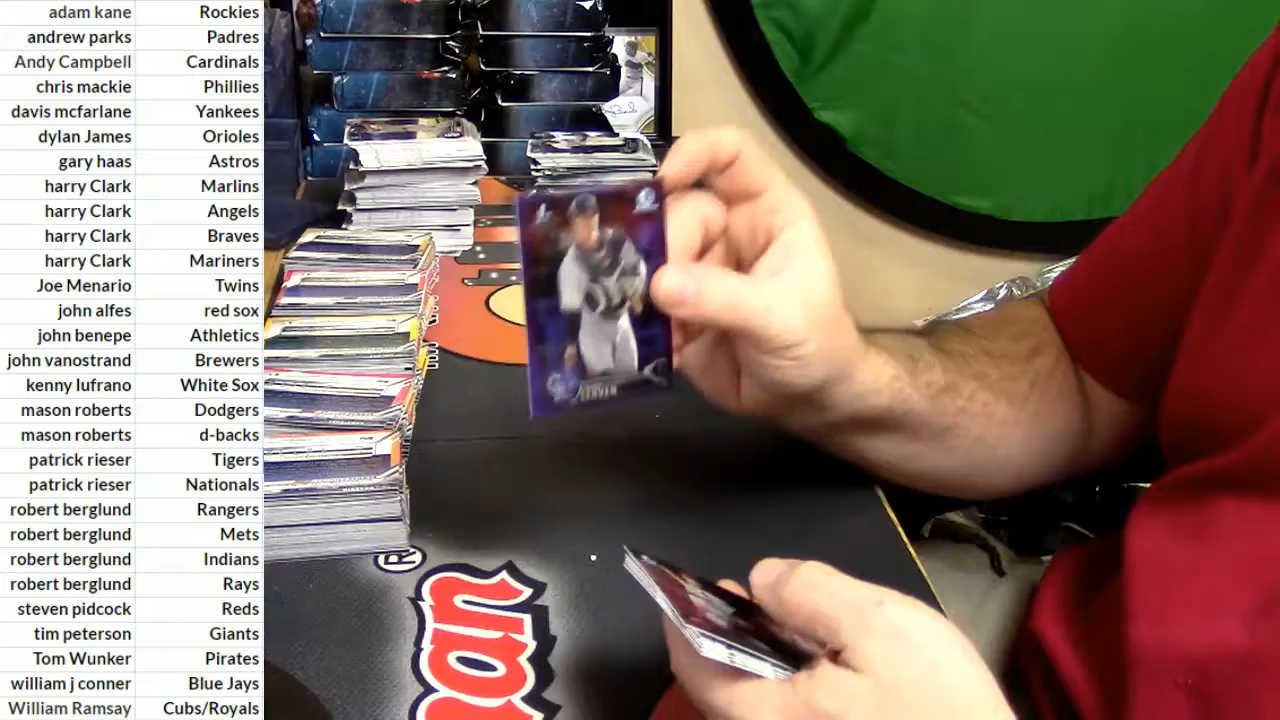 adam kane Rockies
andrew parks Padres
Andy Campbell Cardinals
chris mackie Phillies
davis mcfarlane Yankees
dylan James Orioles
gary haas Astros
harry Clark Marlins
harry Clark Angels
harry Clark Braves
harry Clark Mariners
Joe Menario Twins
john alfes red sox
john benepe Athletics
john vanostrand Brewers
kenny lufrano White Sox
mason roberts Dodgers
mason roberts d-backs
patrick rieser Tigers
patrick rieser Nationals
robert berglund Rangers
robert berglund Mets
robert berglund Indians
robert berglund Rays
steven pidcock Reds
tim peterson Giants
Tom Wunker Pirates
william j conner Blue Jays
William Ramsay Cubs/Royals
an
®